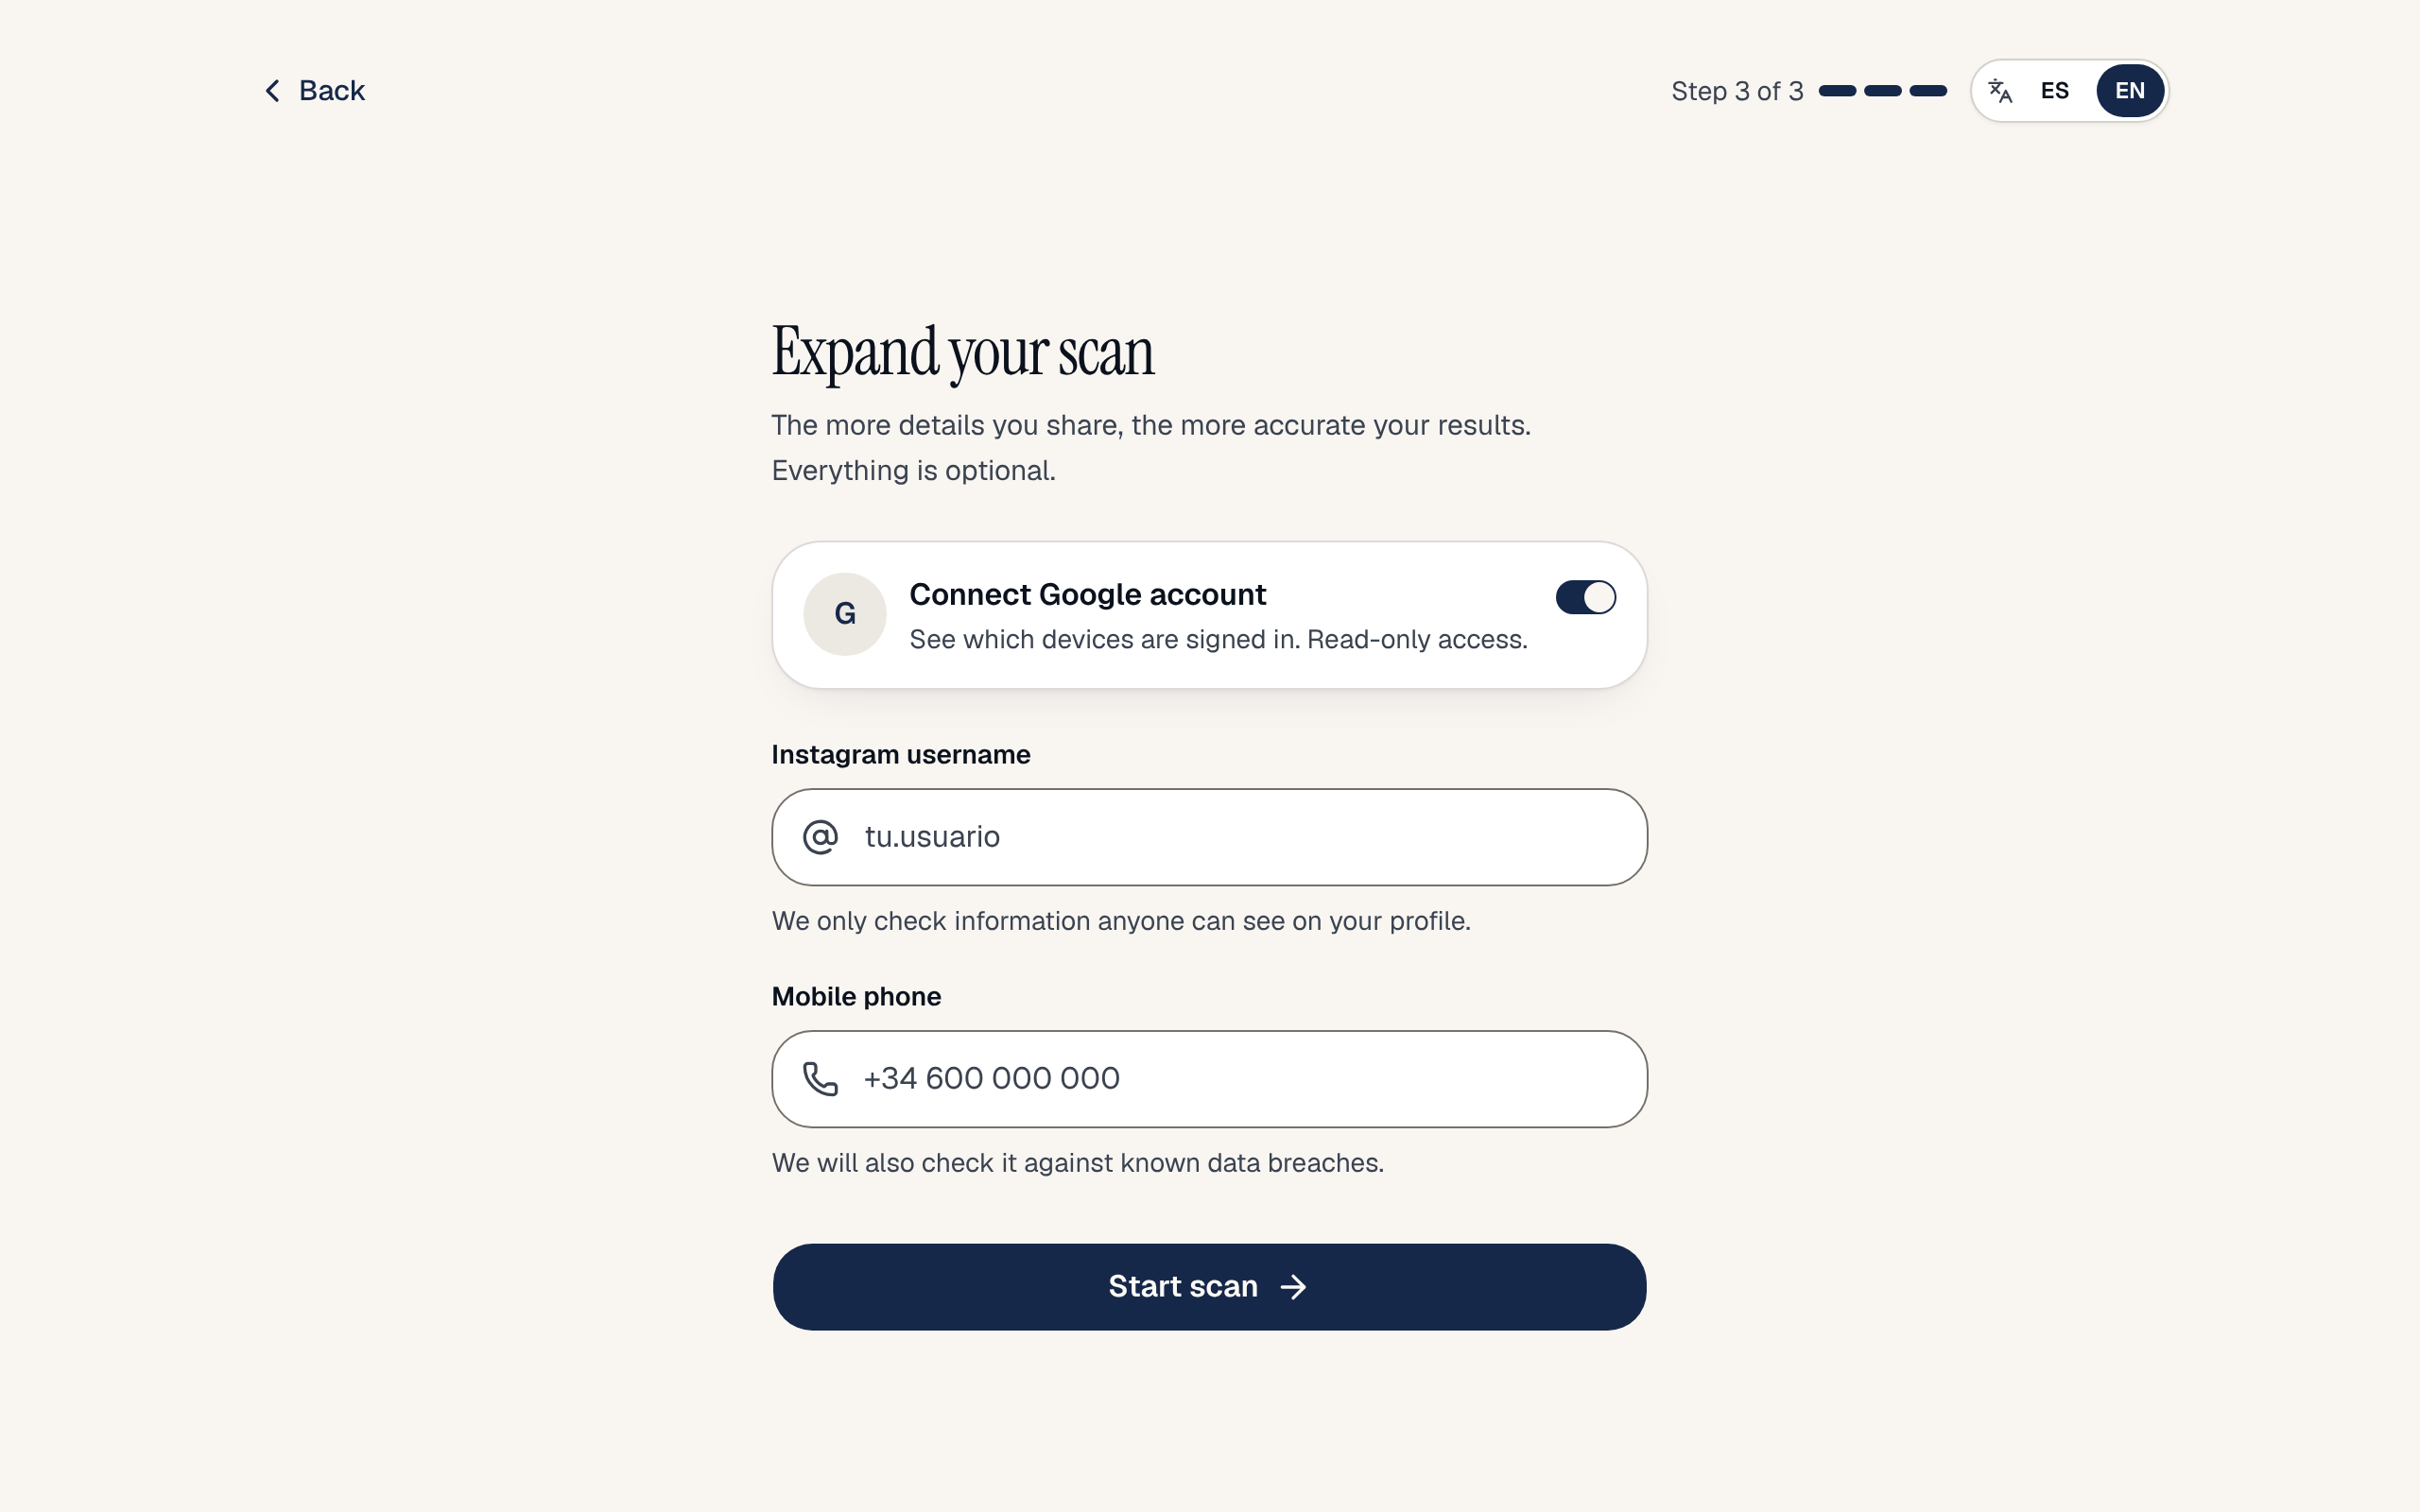 Back
Step 3 of 3
ES
EN
Expand your scan
The more details you share, the more accurate your results.
Everything is optional.
G
Connect Google account
See which devices are signed in. Read-only access.
Instagram username
@ tu.usuario
We only check information anyone can see on your profile.
Mobile phone
+34 600 000 000
We will also check it against known data breaches.
Start scan